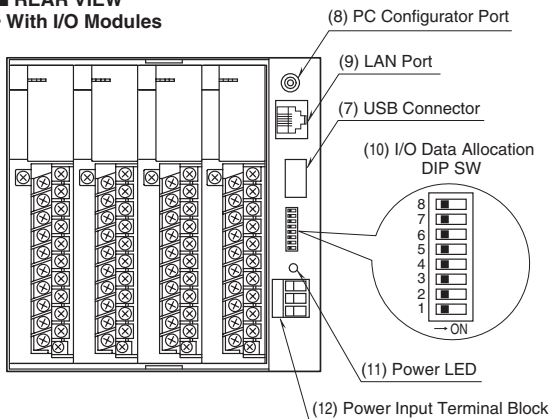 ■ REAR VIEW
• With I/O Modules
(8) PC Configurator Port
(9) LAN Port
(7) USB Connector
(10) I/O Data Allocation
DIP SW
8
7
6
5
4
3
2
1
→ ON
(11) Power LED
(12) Power Input Terminal Block